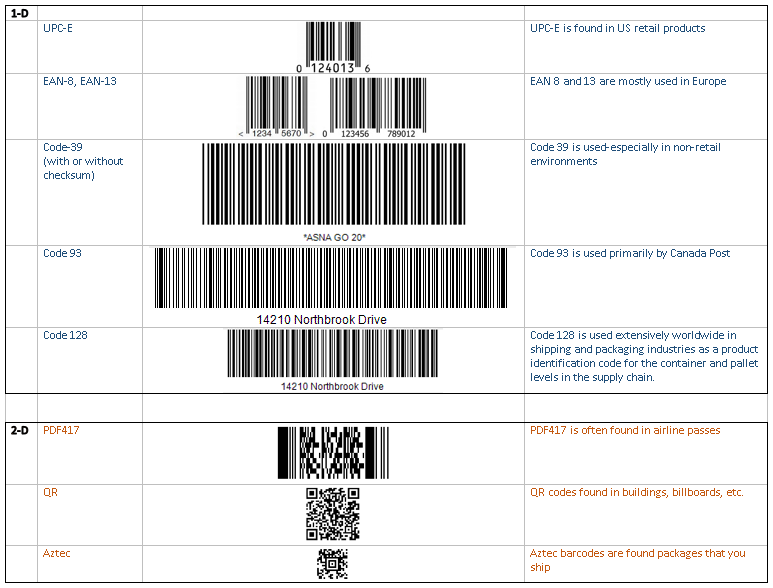 1-D
UPC-E
0 124013 6
UPC-E is found in US retail products
EAN-8, EAN-13
< 1234 5670 > 0 123456 789012
EAN 8 and 13 are mostly used in Europe
Code-39
(with or without
checksum)
*ASNA GO 20*
Code 39 is used-especially in non-retail
environments
Code 93
14210 Northbrook Drive
Code 93 is used primarily by Canada Post
Code 128
14210 Northbrook Drive
Code 128 is used extensively worldwide in
shipping and packaging industries as a product
identification code for the container and pallet
levels in the supply chain.
2-D
PDF417
PDF417 is often found in airline passes
QR
QR codes found in buildings, billboards, etc.
Aztec
Aztec barcodes are found packages that you
ship